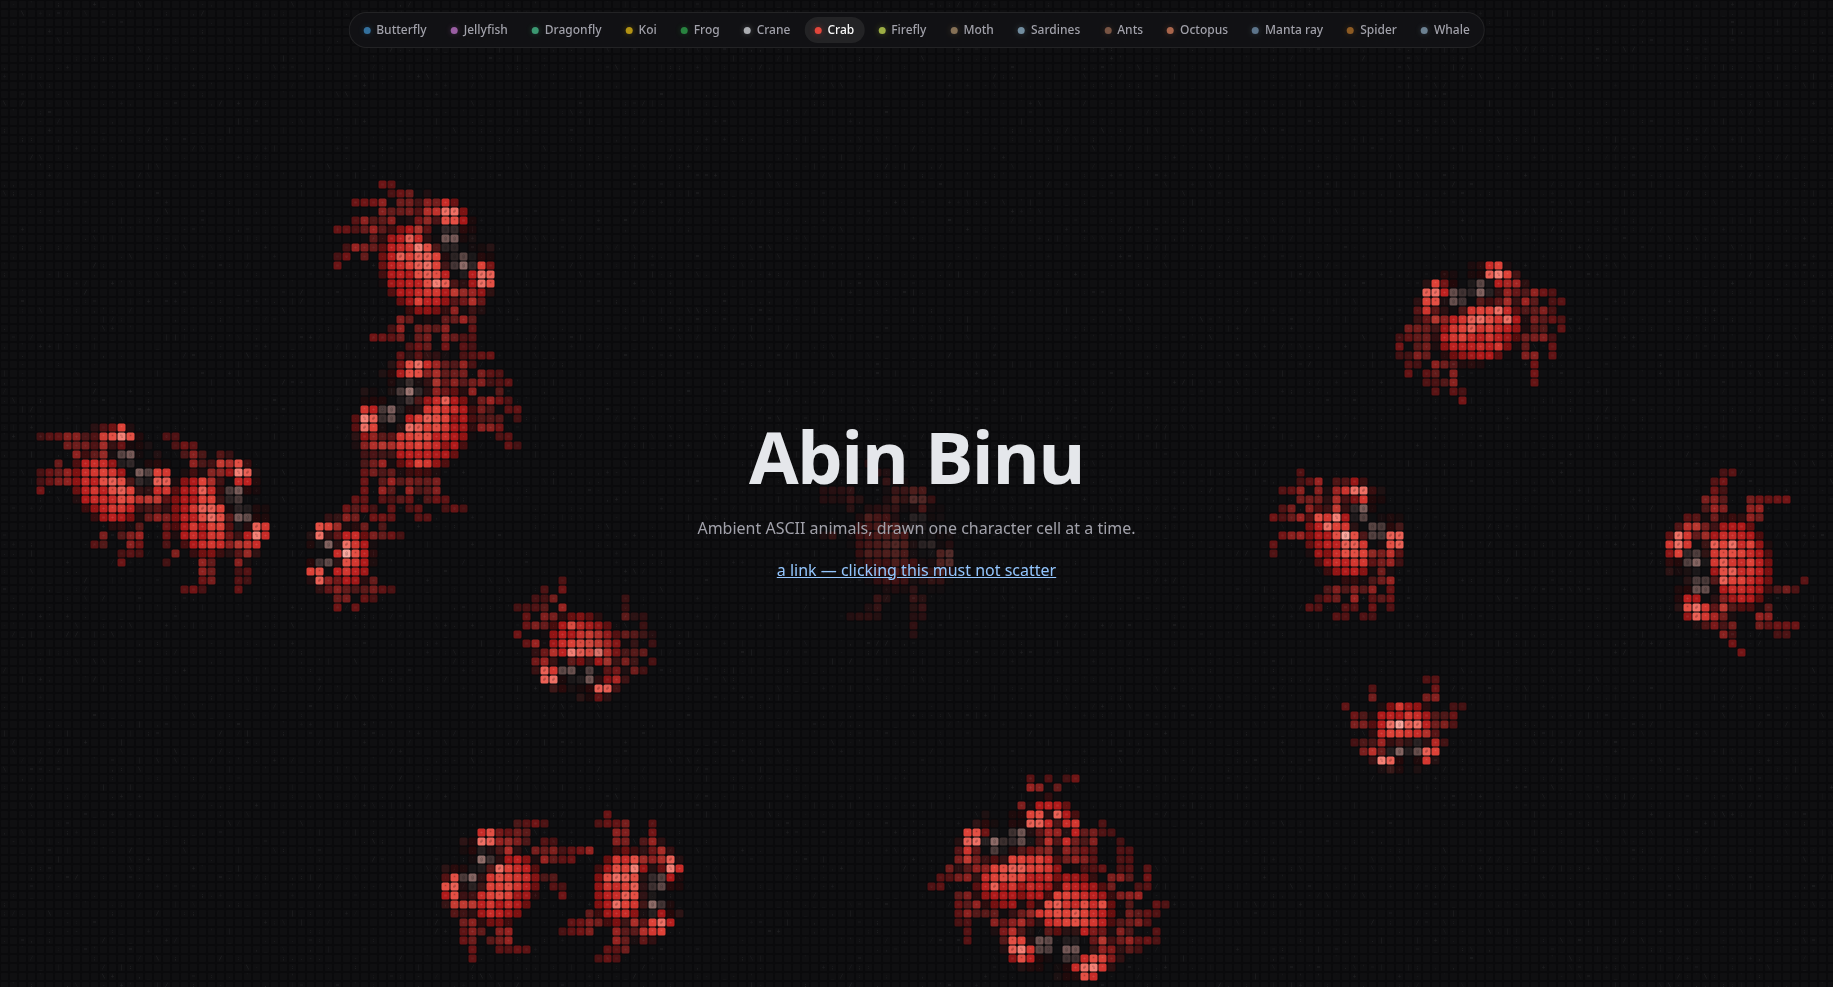 Butterfly Jellyfish Dragonfly Koi Frog Crane Crab Firefly Moth Sardines Ants Octopus Manta ray Spider Whale
Abin Binu
Ambient ASCII animals, drawn one character cell at a time.
a link — clicking this must not scatter